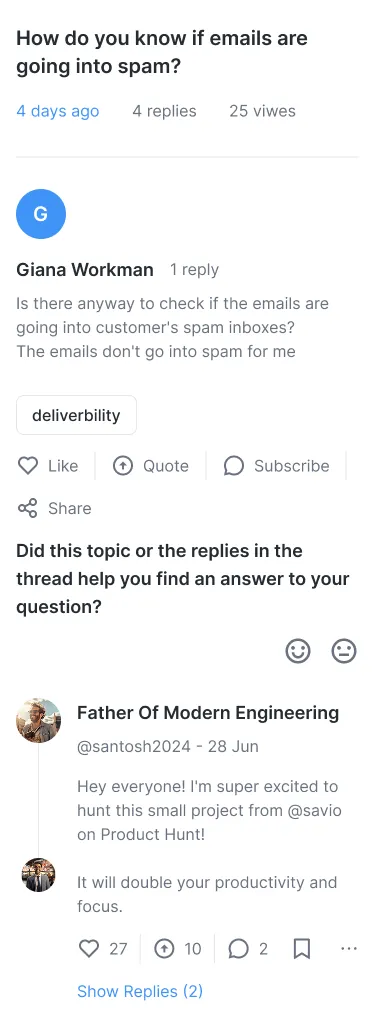 How do you know if emails are
going into spam?
4 days ago 4 replies 25 viwes
G
Giana Workman 1 reply
Is there anyway to check if the emails are
going into customer's spam inboxes?
The emails don't go into spam for me
deliverbility
Like Quote Subscribe
Share
Did this topic or the replies in the
thread help you find an answer to your
question?
Father Of Modern Engineering
@santosh2024 - 28 Jun
Hey everyone! I'm super excited to
hunt this small project from @savio
on Product Hunt!
It will double your productivity and
focus.
27 10 2
Show Replies (2)